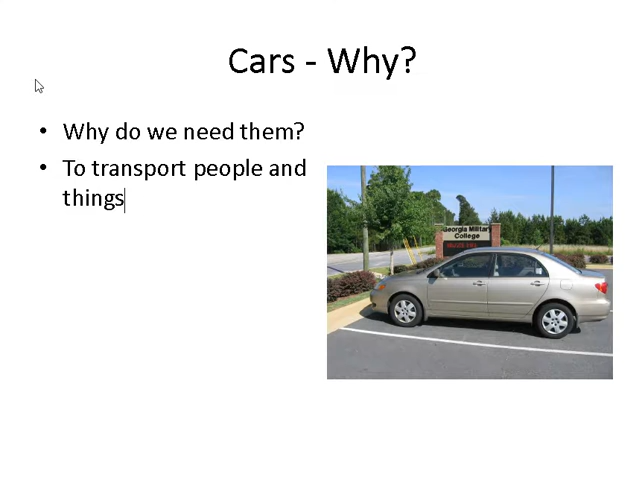 Cars - Why?
• Why do we need them?
• To transport people and
things
Georgia Military
College